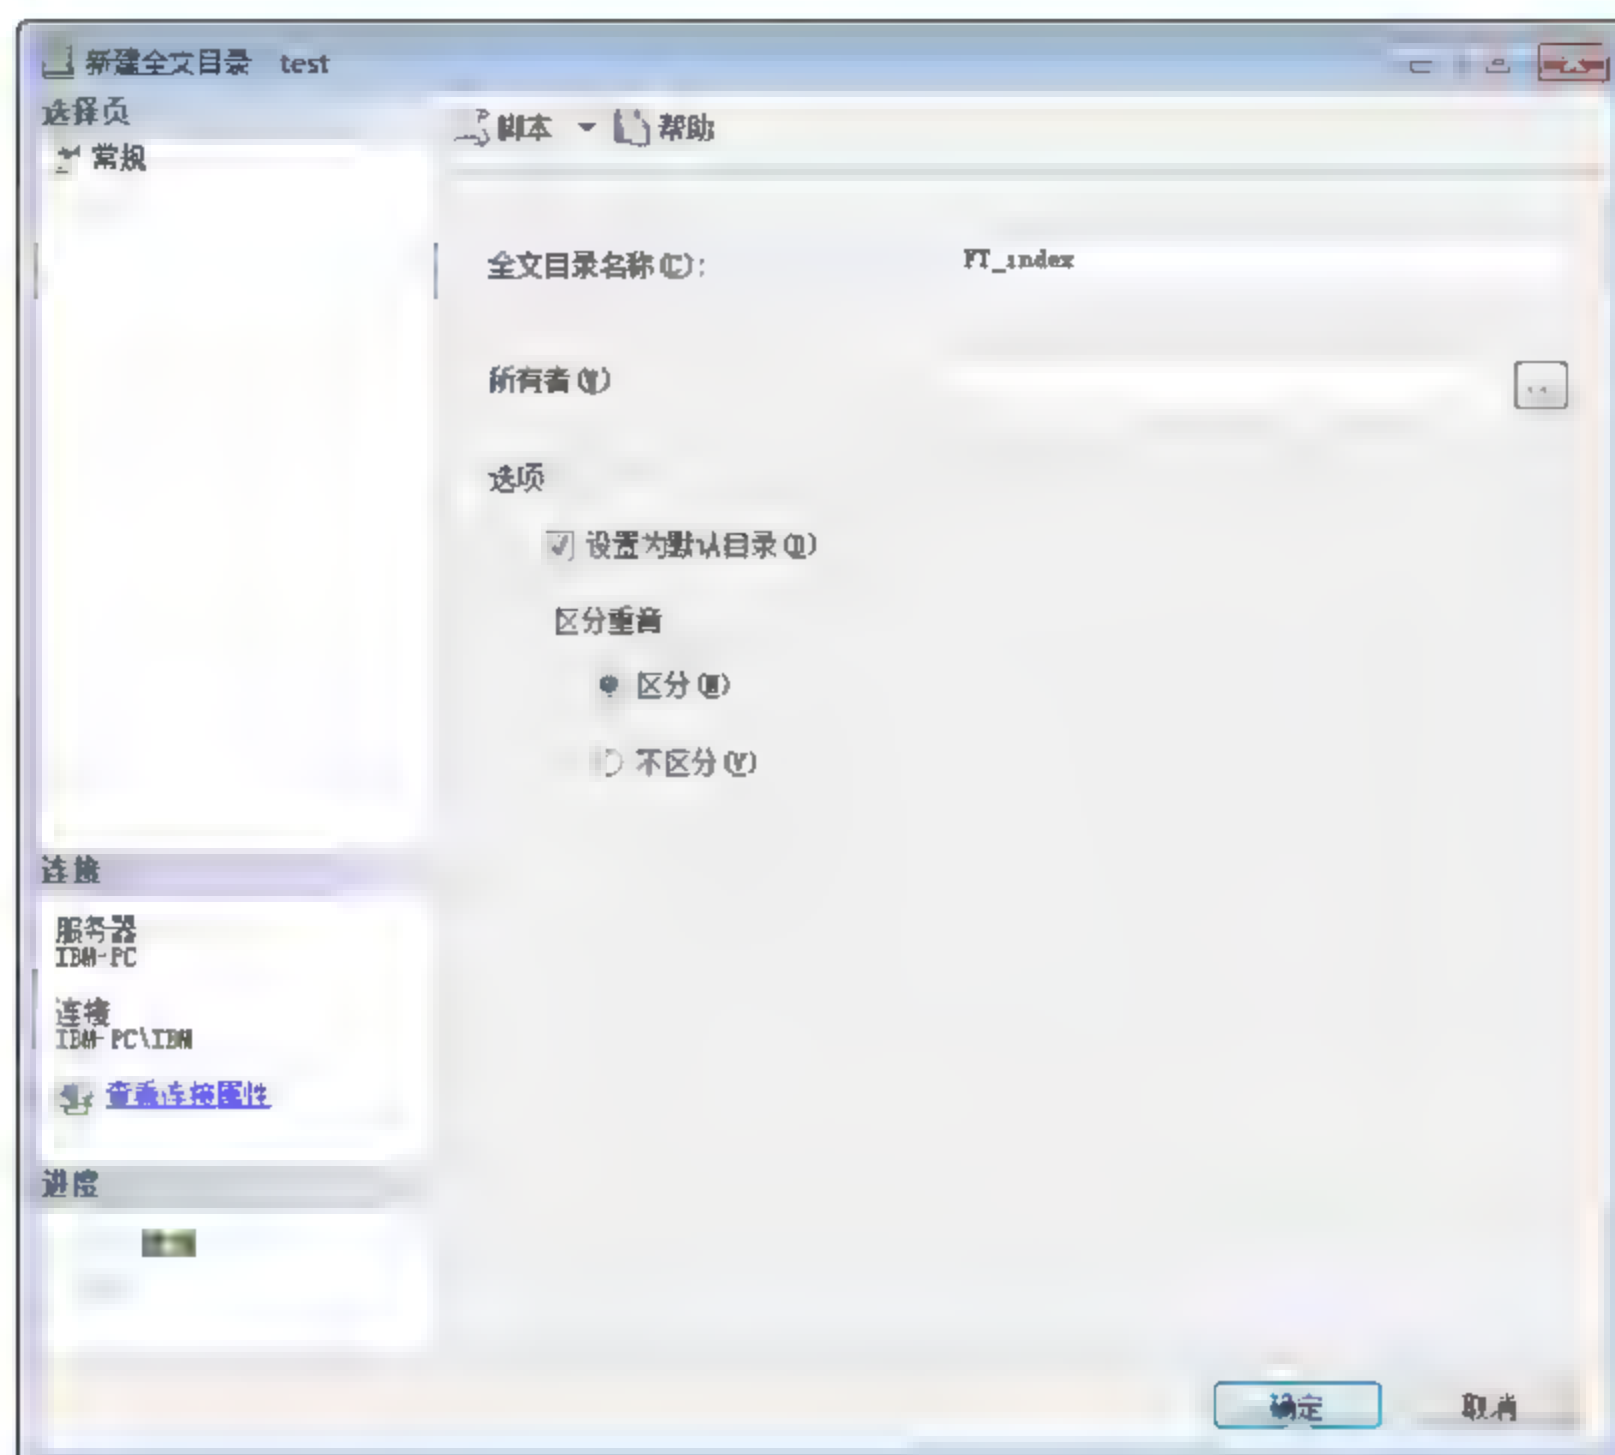 新建全文目录 test
选择页
常规
脚本 帮助
全文目录名称(C):
FT_index
所有者(W)
选项
设置为默认目录(D)
区分重音
区分
不区分(V)
连接
服务器
IBM-PC
连接
IBM-PC\IBM
查看连接属性
进度
确定
取消